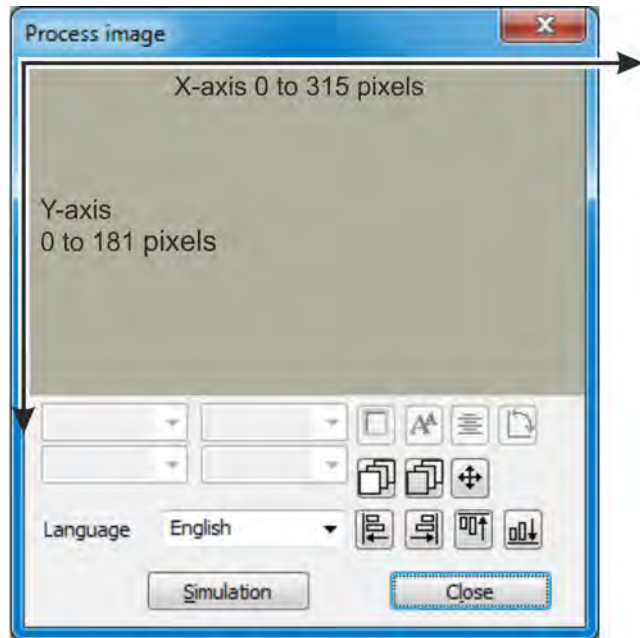 Process image
X-axis 0 to 315 pixels
Y-axis
0 to 181 pixels
Language
English
Simulation
Close